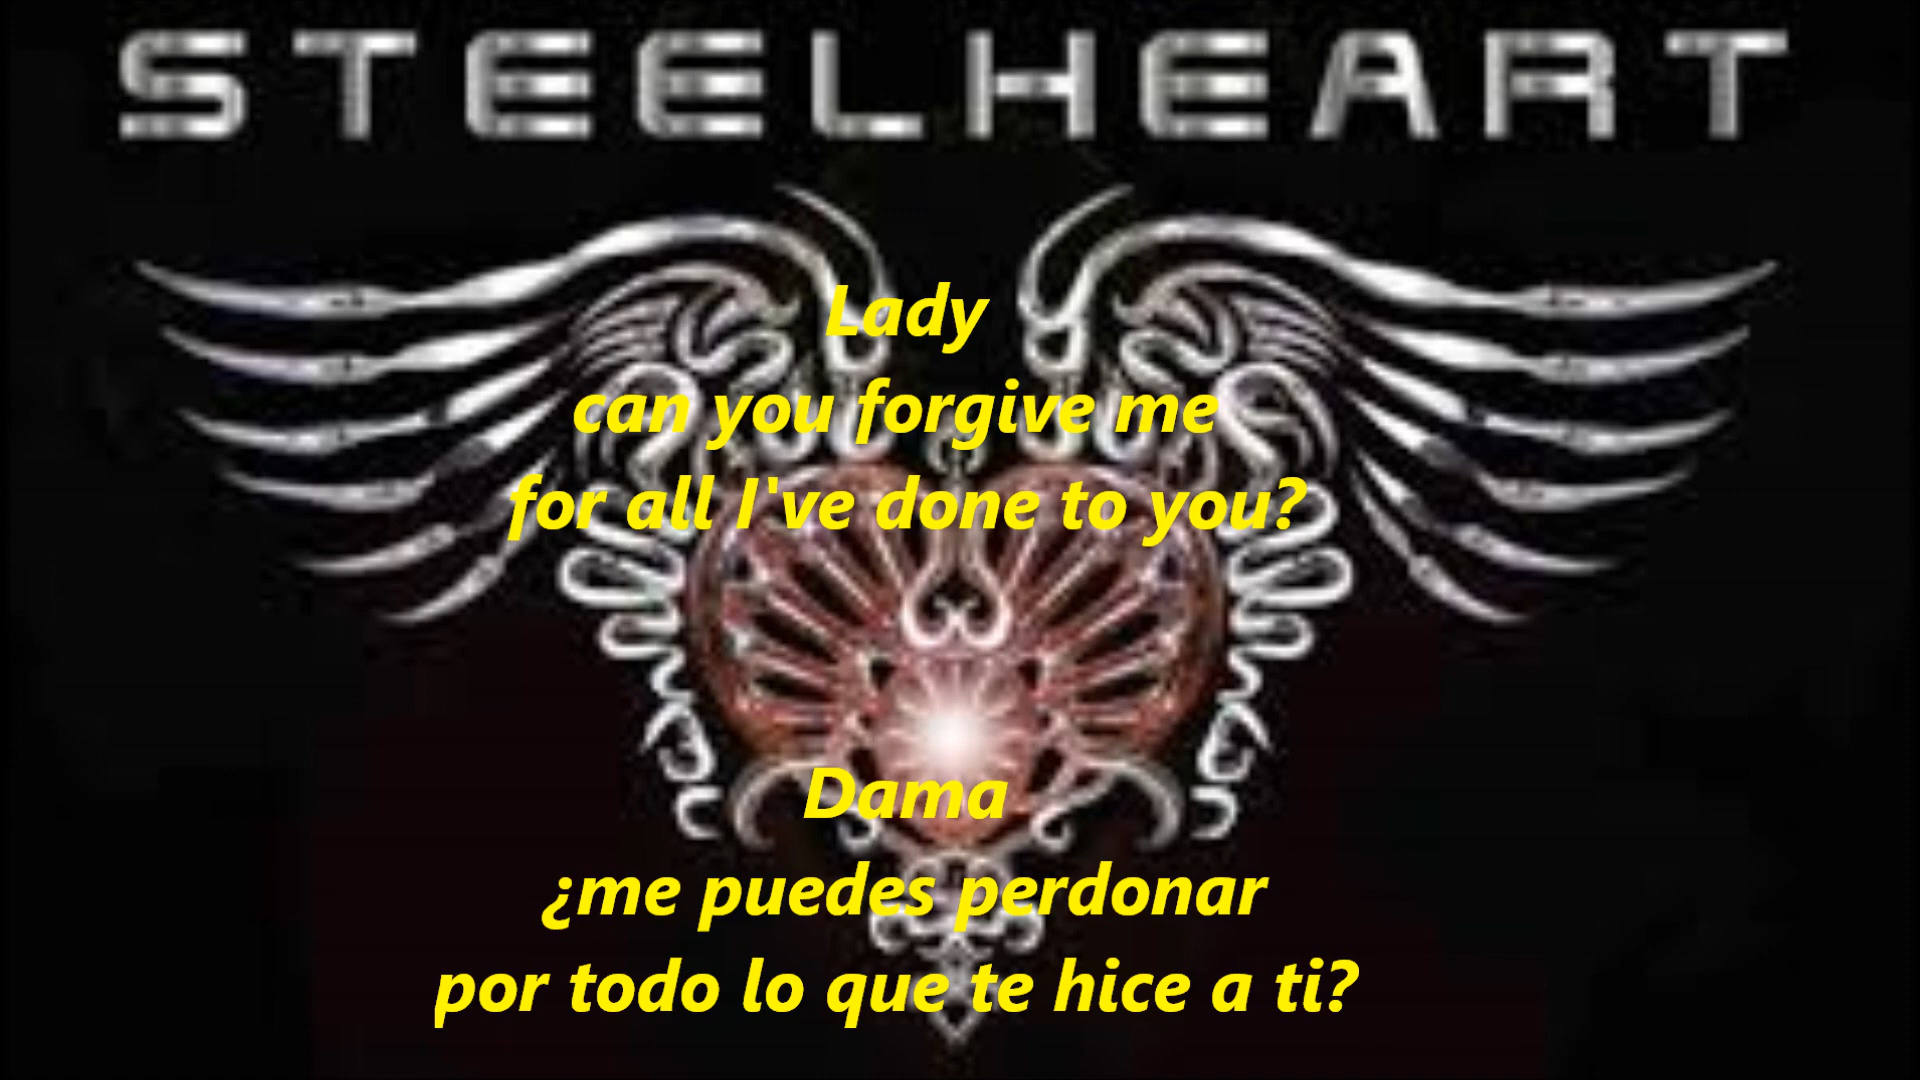 STEELHEART
Lady
can you forgive me
for all I've done to you?
Dama
¿me puedes perdonar
por todo lo que te hice a ti?